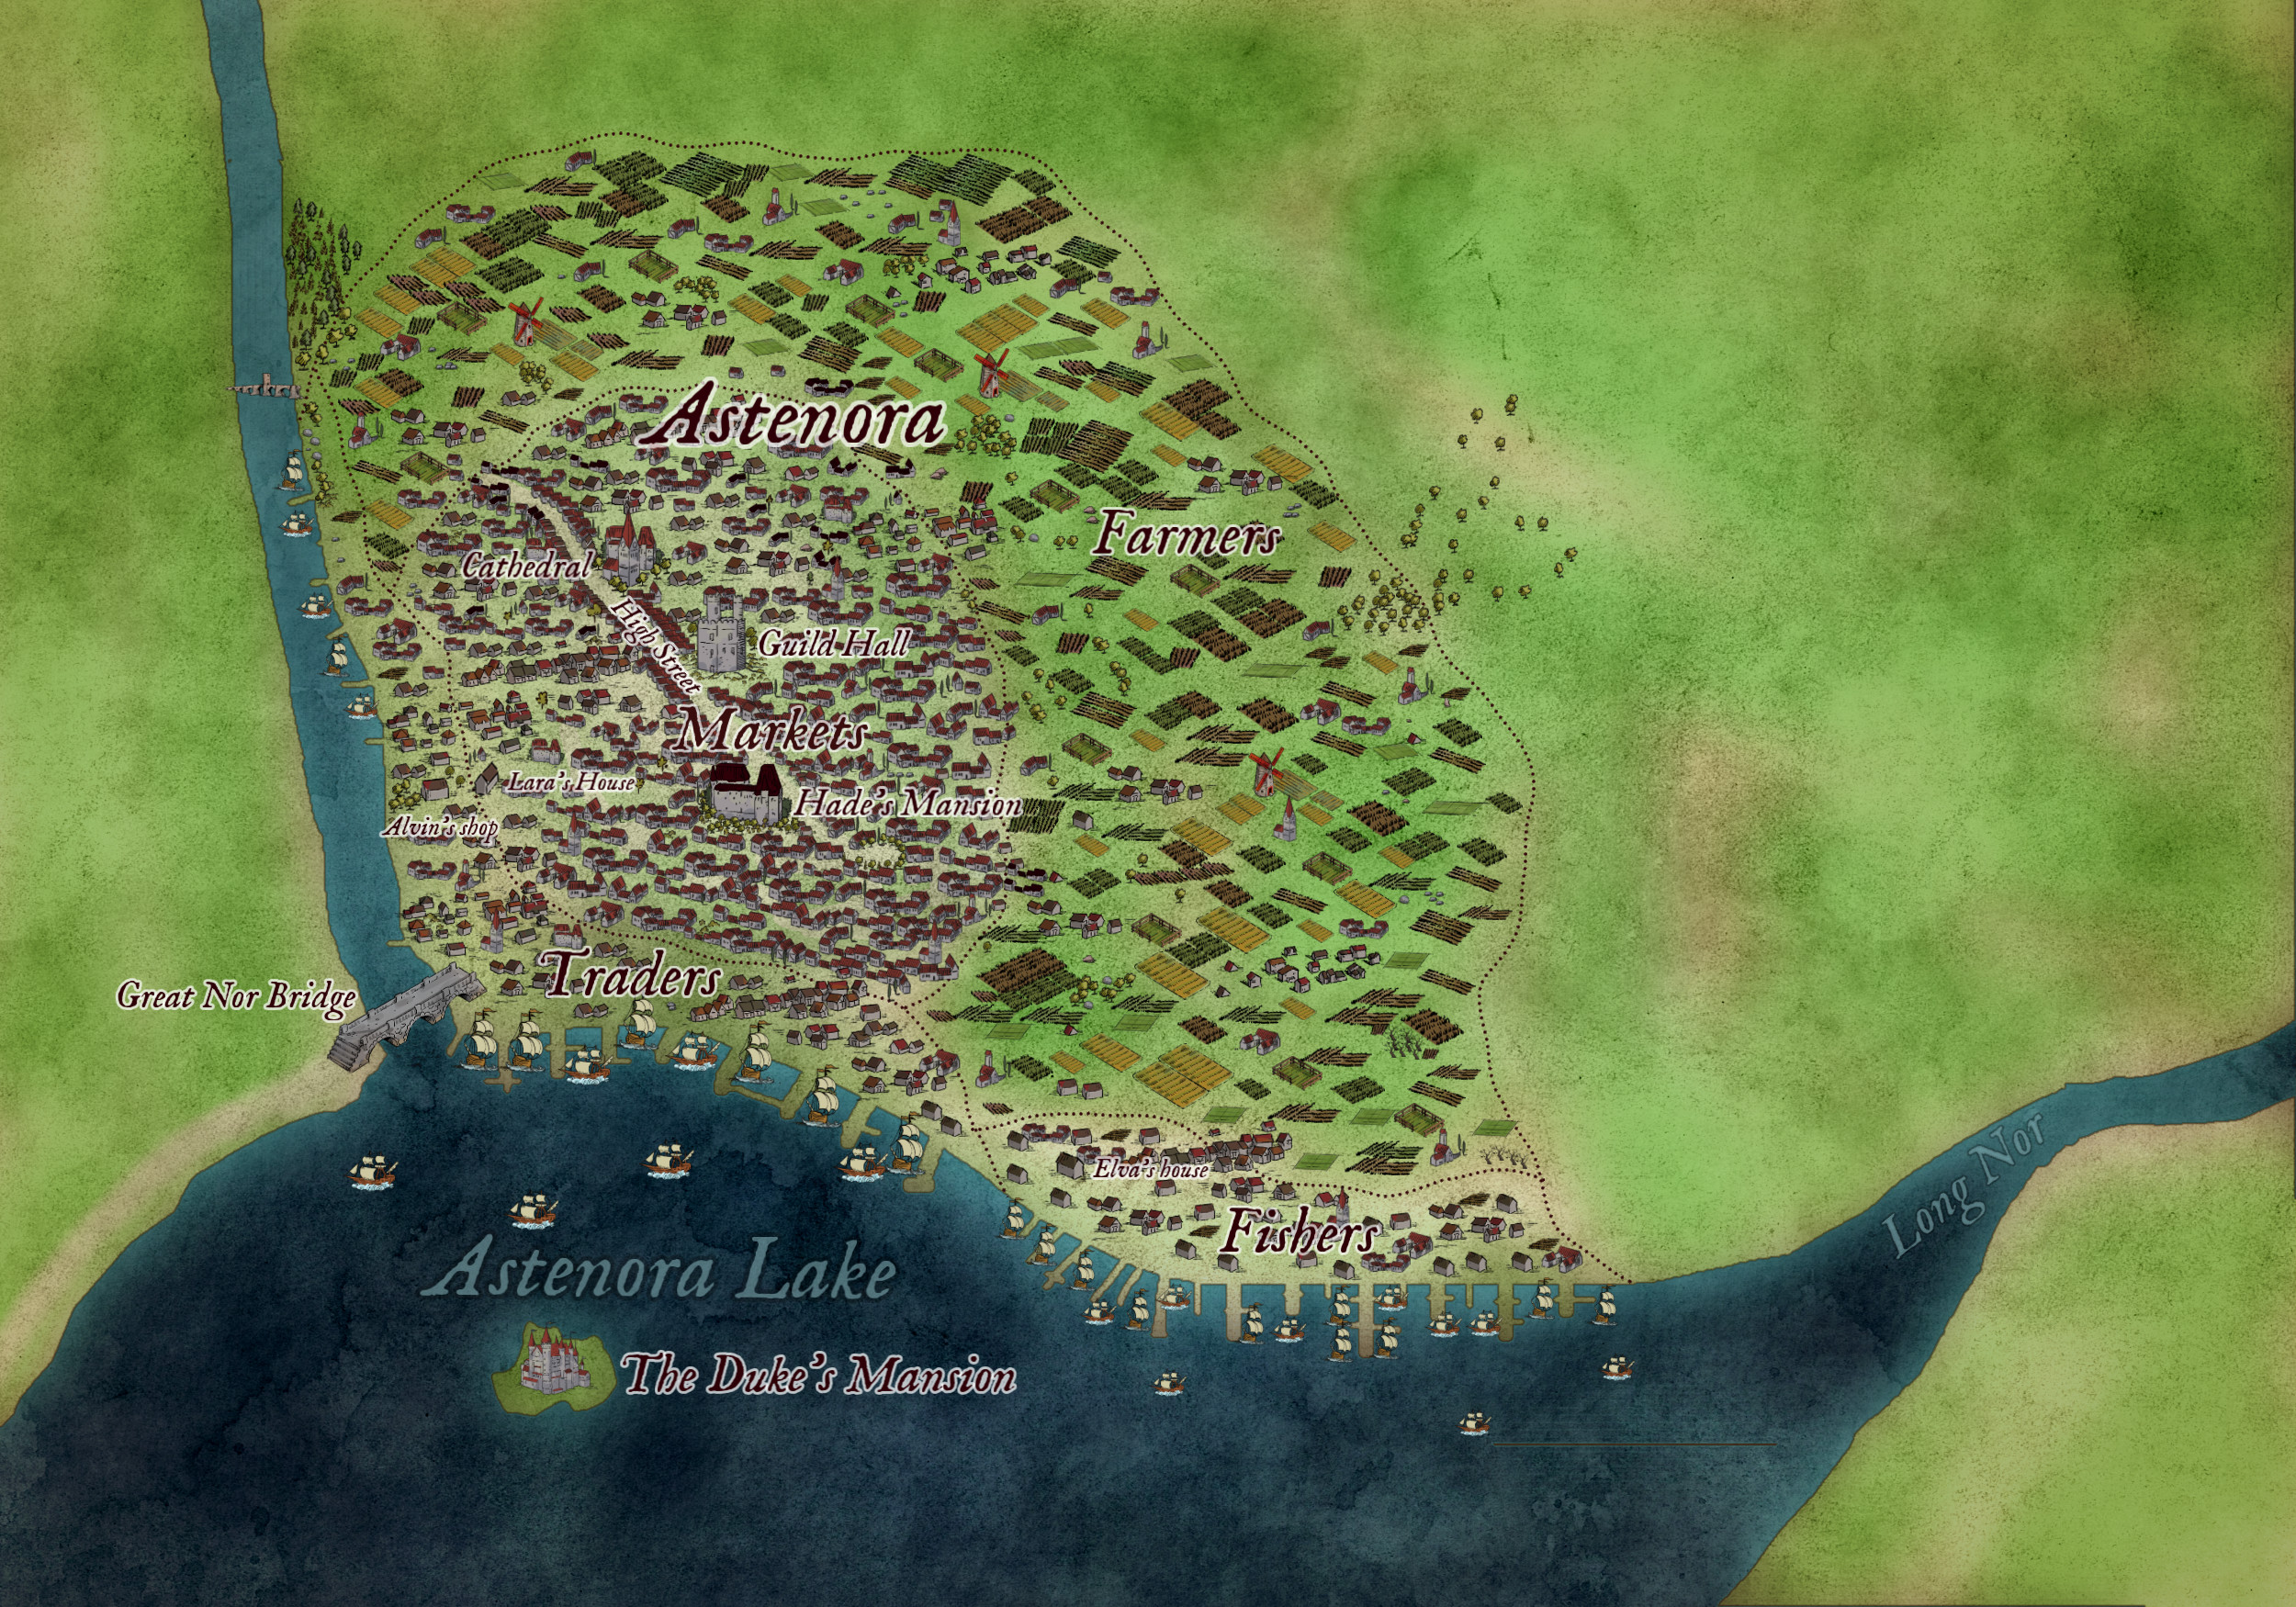 Astenora
Farmers
Cathedral
High Street
Guild Hall
Markets
Lara's House
Hade's Mansion
Alvin's shop
Traders
Great Nor Bridge
Elva's house
Long Nor
Fishers
Astenora Lake
The Duke's Mansion